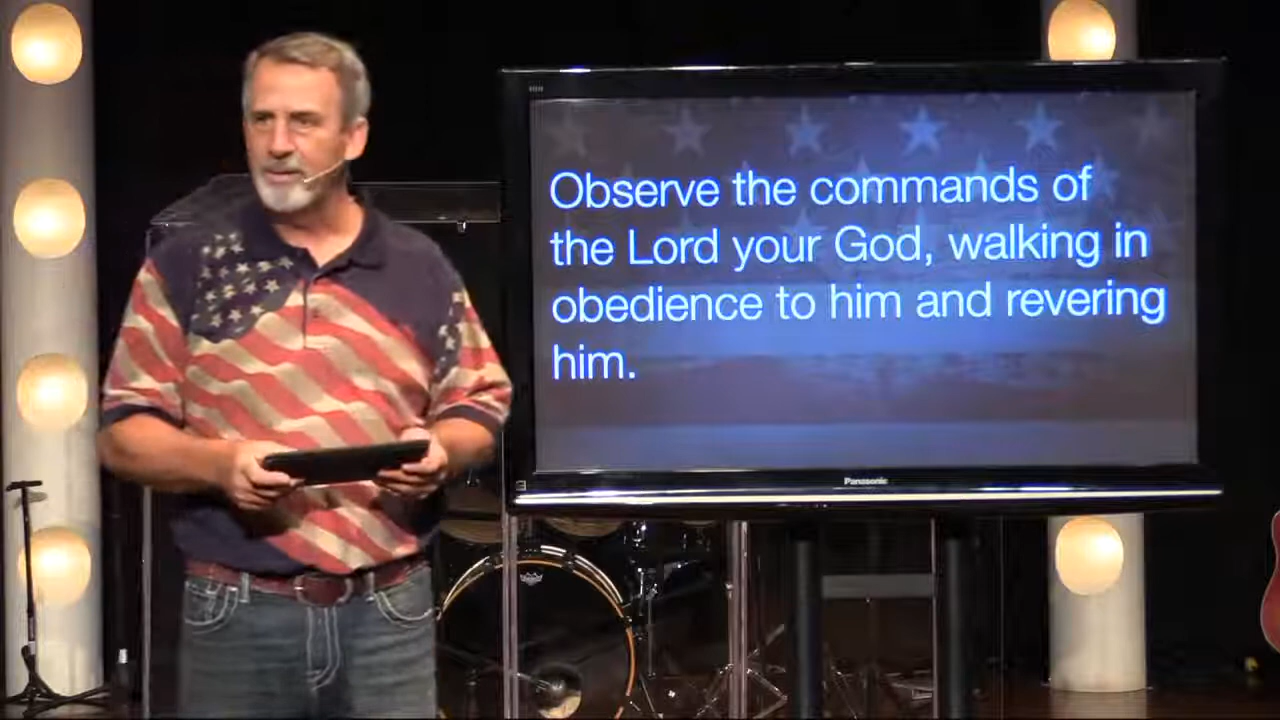 Observe the commands of
the Lord your God, walking in
obedience to him and revering
him.
Panasonic